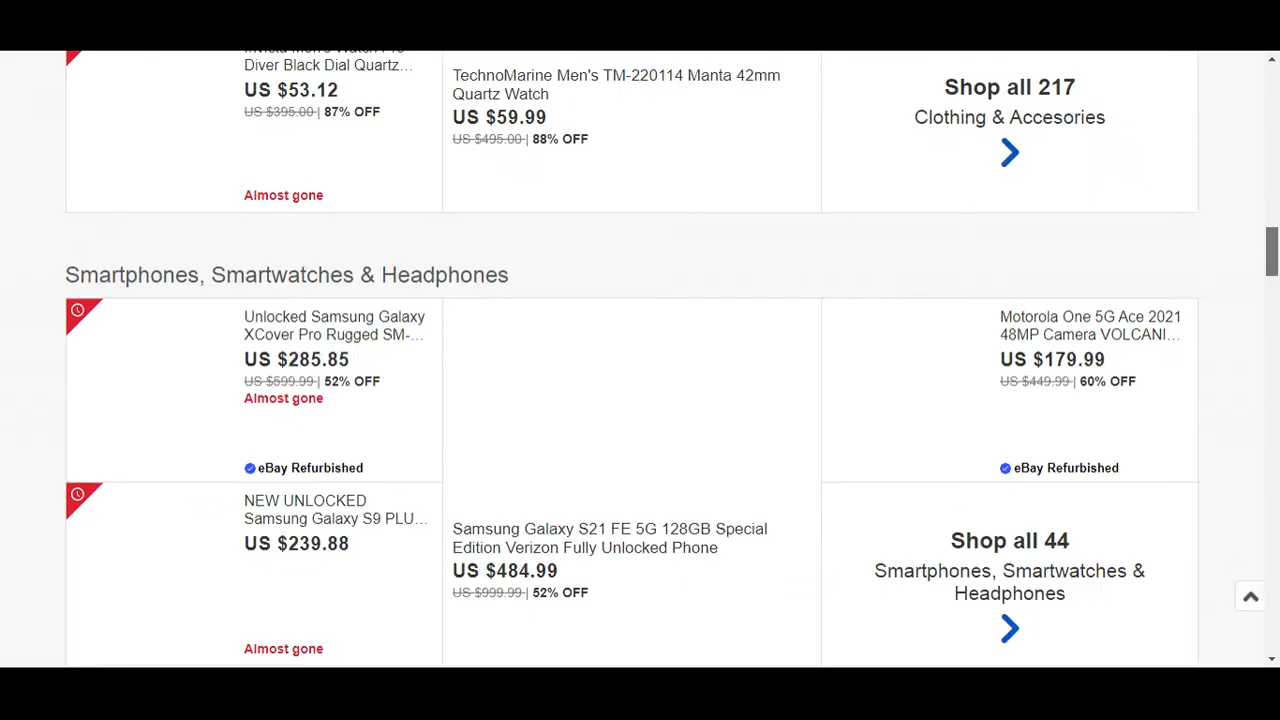 Diver Black Dial Quartz...
US $53.12
US $395.00 | 87% OFF
Almost gone
TechnoMarine Men's TM-220114 Manta 42mm
Quartz Watch
US $59.99
US $495.00 | 88% OFF
Shop all 217
Clothing & Accesories
Smartphones, Smartwatches & Headphones
Unlocked Samsung Galaxy
XCover Pro Rugged SM-...
US $285.85
US $599.99 | 52% OFF
Almost gone
eBay Refurbished
NEW UNLOCKED
Samsung Galaxy S9 PLU...
US $239.88
Almost gone
Samsung Galaxy S21 FE 5G 128GB Special
Edition Verizon Fully Unlocked Phone
US $484.99
US $999.99 | 52% OFF
Motorola One 5G Ace 2021
48MP Camera VOLCANI...
US $179.99
US $449.99 | 60% OFF
eBay Refurbished
Shop all 44
Smartphones, Smartwatches &
Headphones